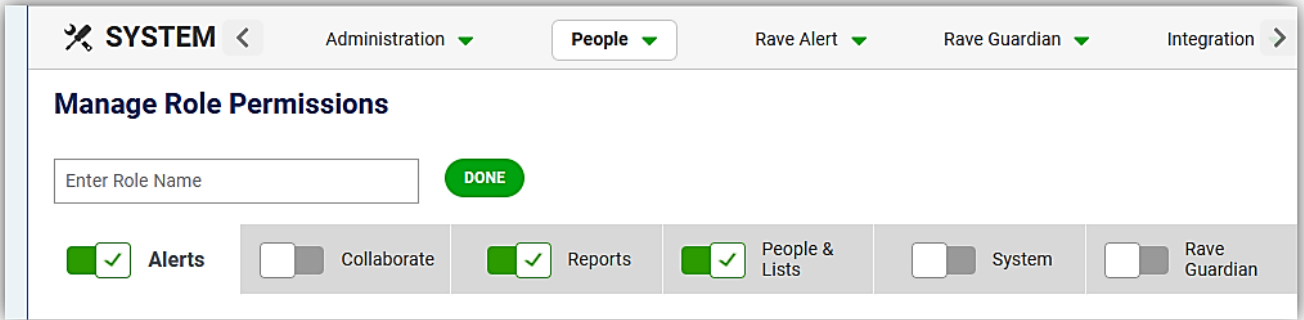 SYSTEM Administration People Rave Alert Rave Guardian Integration
Manage Role Permissions
Enter Role Name DONE
Alerts Collaborate Reports People & Lists System Rave Guardian